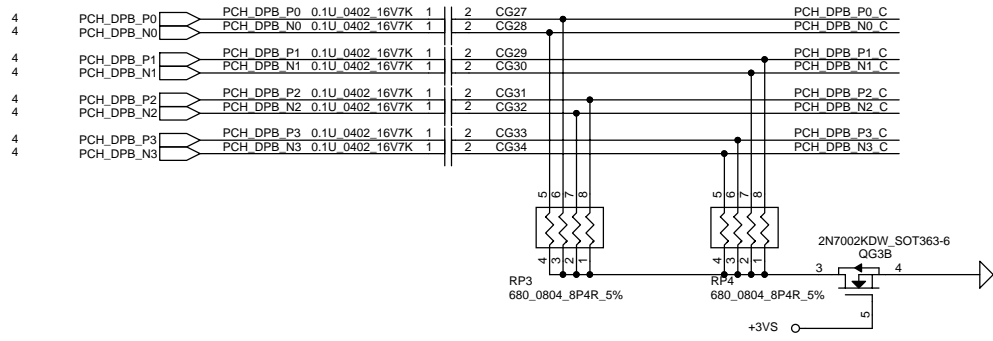 4 PCH_DPB_P0 PCH_DPB_P0 0.1U_0402_16V7K 1 2 CG27 PCH_DPB_P0_C
4 PCH_DPB_N0 PCH_DPB_N0 0.1U_0402_16V7K 1 2 CG28 PCH_DPB_N0_C
4 PCH_DPB_P1 PCH_DPB_P1 0.1U_0402_16V7K 1 2 CG29 PCH_DPB_P1_C
4 PCH_DPB_N1 PCH_DPB_N1 0.1U_0402_16V7K 1 2 CG30 PCH_DPB_N1_C
4 PCH_DPB_P2 PCH_DPB_P2 0.1U_0402_16V7K 1 2 CG31 PCH_DPB_P2_C
4 PCH_DPB_N2 PCH_DPB_N2 0.1U_0402_16V7K 1 2 CG32 PCH_DPB_N2_C
4 PCH_DPB_P3 PCH_DPB_P3 0.1U_0402_16V7K 1 2 CG33 PCH_DPB_P3_C
4 PCH_DPB_N3 PCH_DPB_N3 0.1U_0402_16V7K 1 2 CG34 PCH_DPB_N3_C
5 6 7 8 5 6 7 8
4 3 2 1 4 3 2 1
2N7002KDW_SOT363-6
QG3B
3 4
RP3 RP4
680_0804_8P4R_5% 680_0804_8P4R_5%
5
+3VS